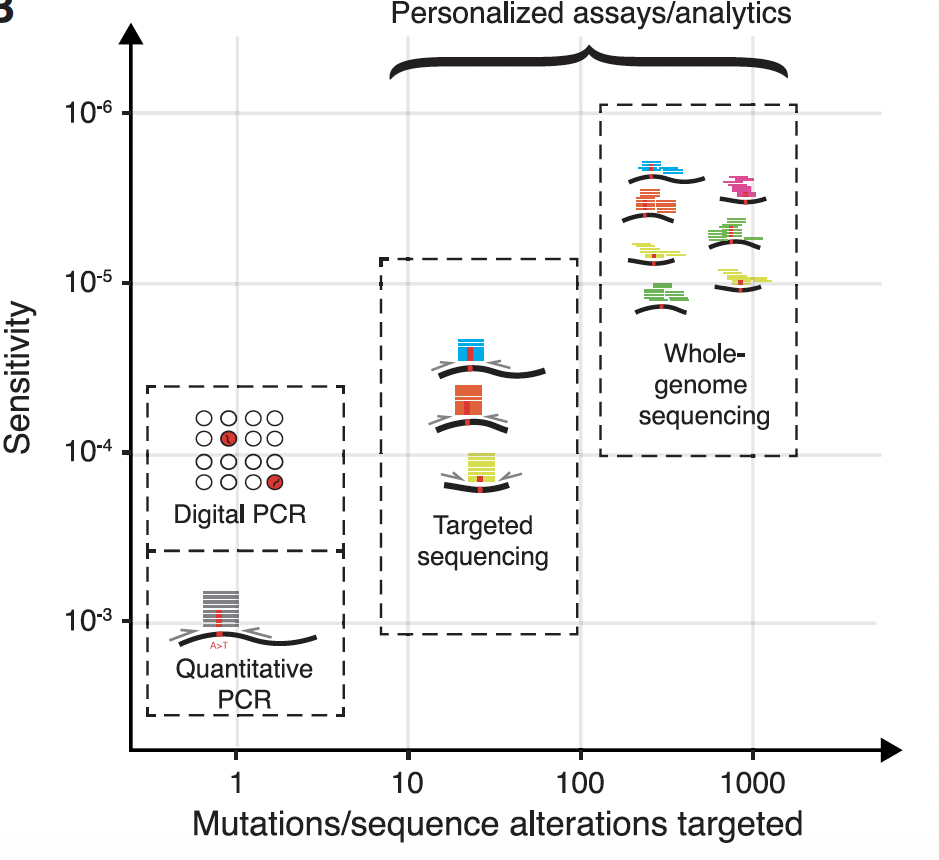 B
Personalized assays/analytics
Sensitivity
10-6
10-5
10-4
10-3
Whole-
genome
sequencing
Targeted
sequencing
Digital PCR
A>T
Quantitative
PCR
1 10 100 1000
Mutations/sequence alterations targeted